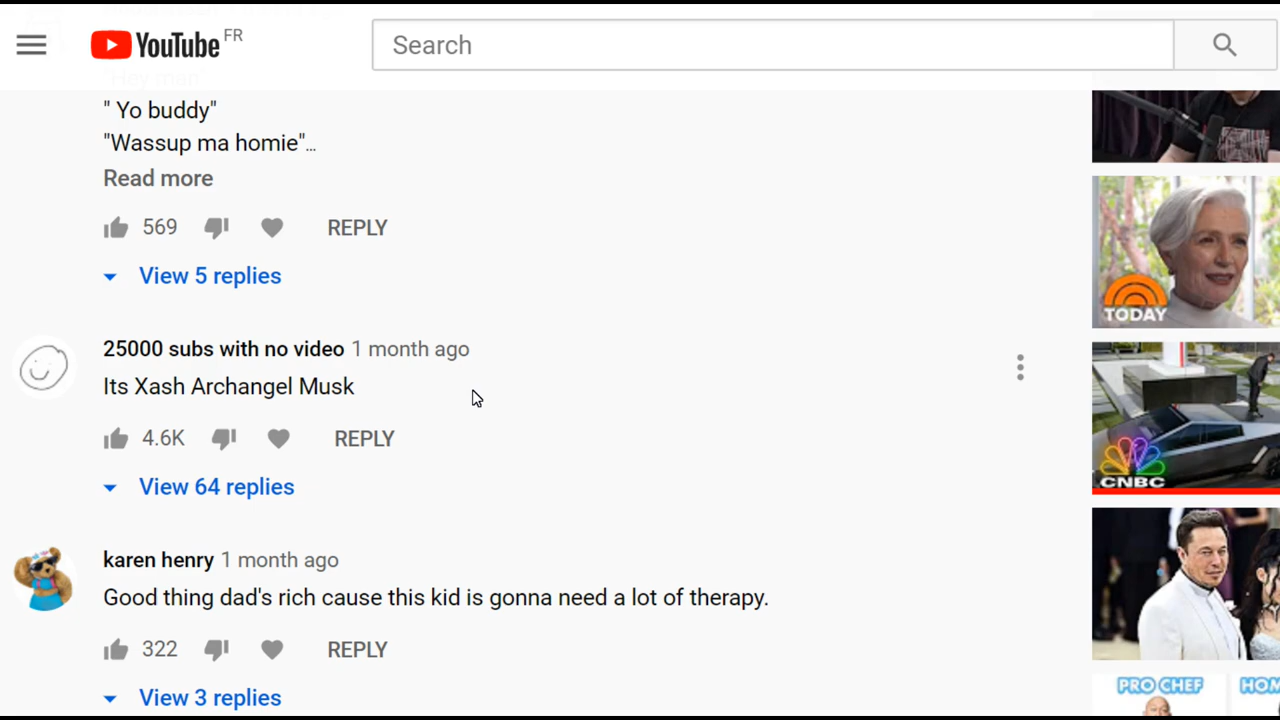 YouTube FR
Search
"Hey man"
" Yo buddy"
"Wassup ma homie"...
Read more
569 REPLY
View 5 replies
TODAY
25000 subs with no video 1 month ago
Its Xash Archangel Musk
4.6K REPLY
CNBC
View 64 replies
karen henry 1 month ago
Good thing dad's rich cause this kid is gonna need a lot of therapy.
322 REPLY
View 3 replies
PRO CHEF HOM